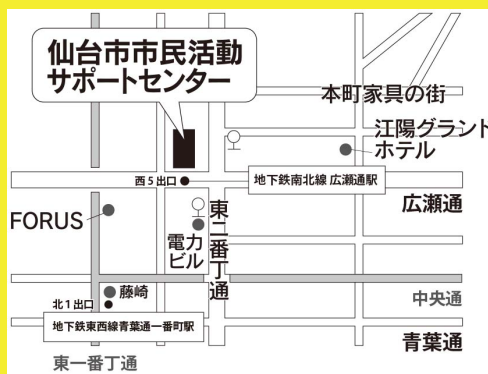 仙台市市民活動
サポートセンター
本町家具の街
江陽グランド
ホテル
西5出口
地下鉄南北線 広瀬通駅
広瀬通
FORUS
電力
ビル
東二番丁通
藤崎
中央通
北1出口
地下鉄東西線青葉通一番町駅
青葉通
東一番丁通